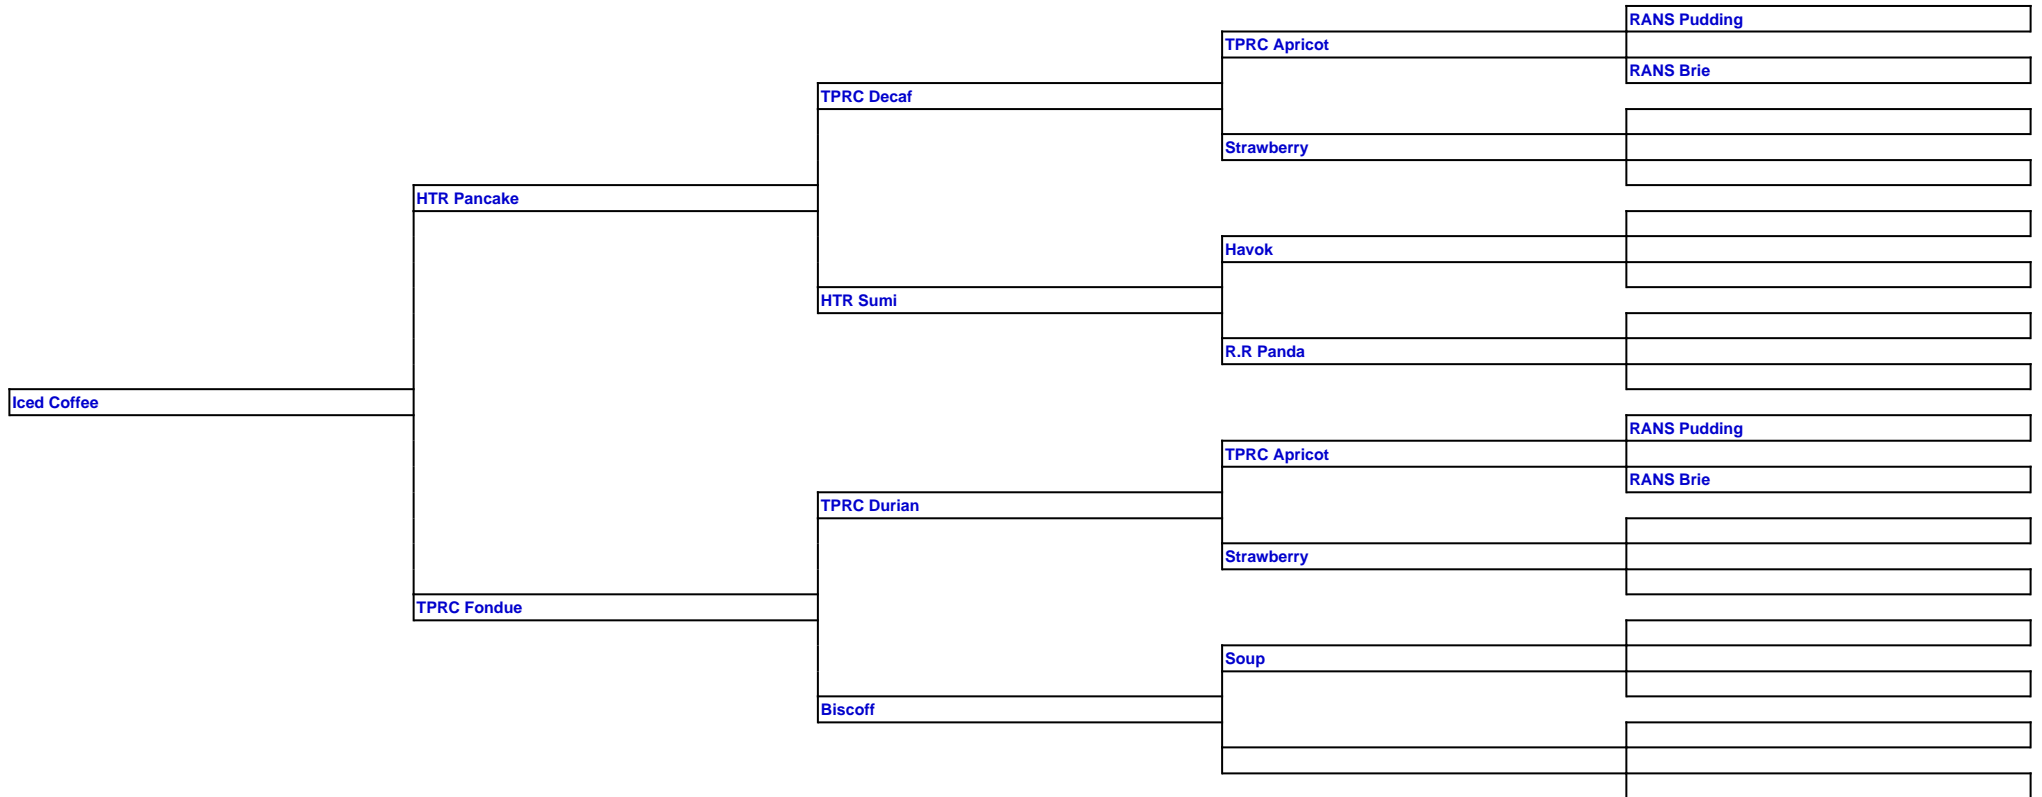 RANS Pudding
TPRC Apricot
RANS Brie
TPRC Decaf
Strawberry
HTR Pancake
Havok
HTR Sumi
R.R Panda
Iced Coffee
RANS Pudding
TPRC Apricot
RANS Brie
TPRC Durian
Strawberry
TPRC Fondue
Soup
Biscoff